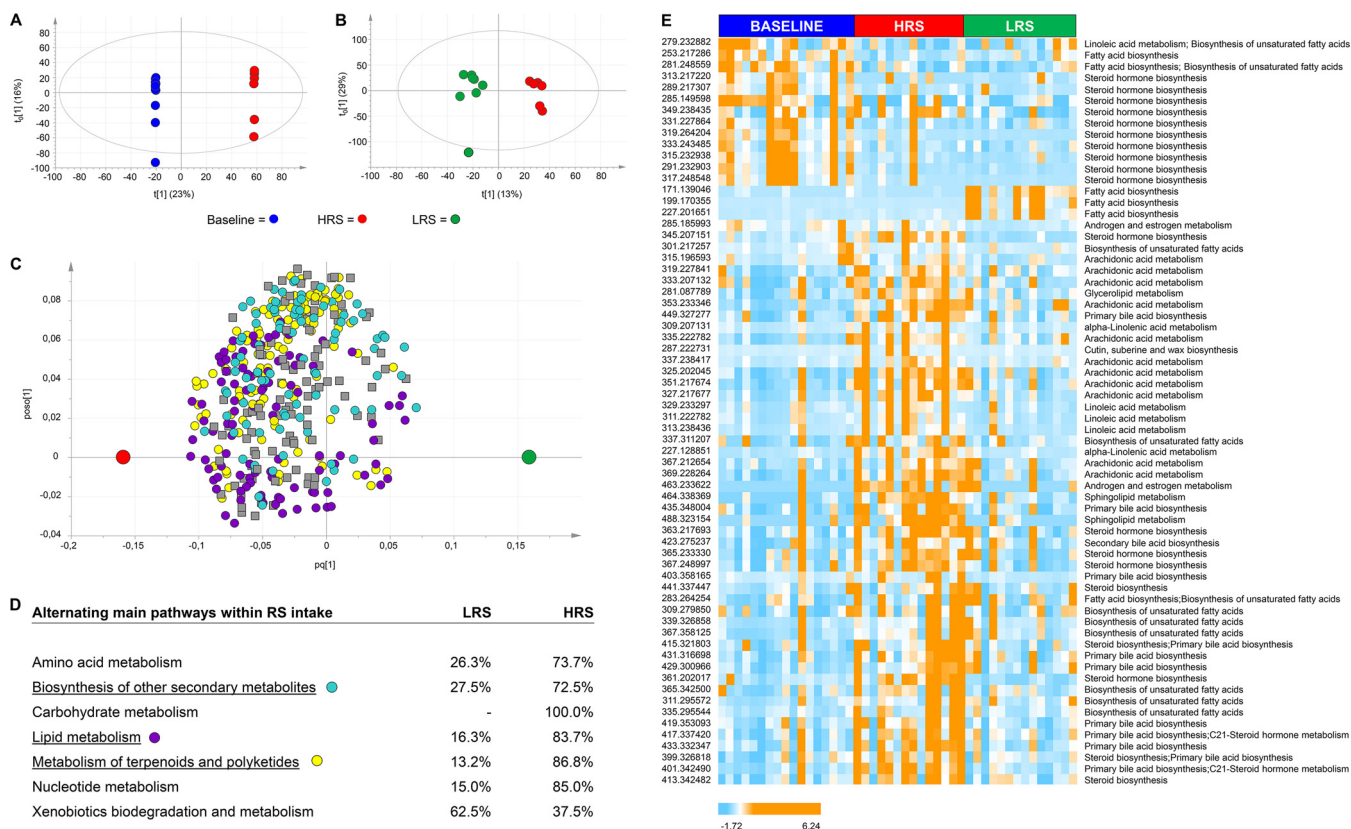 A
t₀[1] (16%)
80
60
40
20
0
-20
-40
-60
-80
-100
-100 -80 -60 -40 -20 0 20 40 60 80
t[1] (23%)
B
t₀[1] (29%)
100
50
0
-50
-100
-100 -80 -60 -40 -20 0 20 40 60 80 100
t[1] (13%)
Baseline = HRS = LRS =
C
poso[1]
0,08
0,06
0,04
0,02
0
-0,02
-0,04
-0,2 -0,15 -0,1 -0,05 0 0,05 0,1 0,15
pq[1]
D Alternating main pathways within RS intake LRS HRS
Amino acid metabolism 26.3% 73.7%
Biosynthesis of other secondary metabolites 27.5% 72.5%
Carbohydrate metabolism - 100.0%
Lipid metabolism 16.3% 83.7%
Metabolism of terpenoids and polyketides 13.2% 86.8%
Nucleotide metabolism 15.0% 85.0%
Xenobiotics biodegradation and metabolism 62.5% 37.5%
E BASELINE HRS LRS
279.232882 Linoleic acid metabolism; Biosynthesis of unsaturated fatty acids
253.217286 Fatty acid biosynthesis
281.248559 Fatty acid biosynthesis; Biosynthesis of unsaturated fatty acids
313.217220 Steroid hormone biosynthesis
289.217307 Steroid hormone biosynthesis
285.149598 Steroid hormone biosynthesis
349.238435 Steroid hormone biosynthesis
331.227864 Steroid hormone biosynthesis
319.264204 Steroid hormone biosynthesis
333.243485 Steroid hormone biosynthesis
315.232938 Steroid hormone biosynthesis
291.232903 Steroid hormone biosynthesis
317.248548 Steroid hormone biosynthesis
171.139046 Fatty acid biosynthesis
199.170355 Fatty acid biosynthesis
227.201651 Fatty acid biosynthesis
285.185993 Androgen and estrogen metabolism
345.207151 Steroid hormone biosynthesis
301.217257 Biosynthesis of unsaturated fatty acids
315.196593 Arachidonic acid metabolism
319.227841 Arachidonic acid metabolism
333.207132 Arachidonic acid metabolism
281.087789 Glycerolipid metabolism
353.233346 Arachidonic acid metabolism
449.327277 Primary bile acid biosynthesis
309.207131 alpha-Linolenic acid metabolism
335.222782 Arachidonic acid metabolism
287.222731 Cutin, suberine and wax biosynthesis
337.238417 Arachidonic acid metabolism
325.202045 Arachidonic acid metabolism
351.217674 Arachidonic acid metabolism
327.217677 Arachidonic acid metabolism
329.233297 Linoleic acid metabolism
311.222782 Linoleic acid metabolism
313.238436 Linoleic acid metabolism
337.311207 Biosynthesis of unsaturated fatty acids
227.128851 alpha-Linolenic acid metabolism
367.212654 Arachidonic acid metabolism
369.228264 Arachidonic acid metabolism
463.233622 Androgen and estrogen metabolism
464.338369 Sphingolipid metabolism
435.348004 Primary bile acid biosynthesis
488.323154 Sphingolipid metabolism
363.217693 Steroid hormone biosynthesis
423.275237 Secondary bile acid biosynthesis
365.233330 Steroid hormone biosynthesis
367.248997 Steroid hormone biosynthesis
403.358165 Primary bile acid biosynthesis
441.337447 Steroid biosynthesis
283.264254 Fatty acid biosynthesis;Biosynthesis of unsaturated fatty acids
309.279850 Biosynthesis of unsaturated fatty acids
339.326858 Biosynthesis of unsaturated fatty acids
367.358125 Biosynthesis of unsaturated fatty acids
415.321803 Steroid biosynthesis;Primary bile acid biosynthesis
431.316698 Primary bile acid biosynthesis
429.300966 Primary bile acid biosynthesis
361.202017 Steroid hormone biosynthesis
365.342500 Biosynthesis of unsaturated fatty acids
311.295572 Biosynthesis of unsaturated fatty acids
335.295544 Biosynthesis of unsaturated fatty acids
419.353093 Primary bile acid biosynthesis
417.337420 Primary bile acid biosynthesis;C21-Steroid hormone metabolism
433.332347 Primary bile acid biosynthesis
399.326818 Steroid biosynthesis;Primary bile acid biosynthesis
401.342490 Primary bile acid biosynthesis;C21-Steroid hormone metabolism
413.342482 Steroid biosynthesis
-1.72 6.24